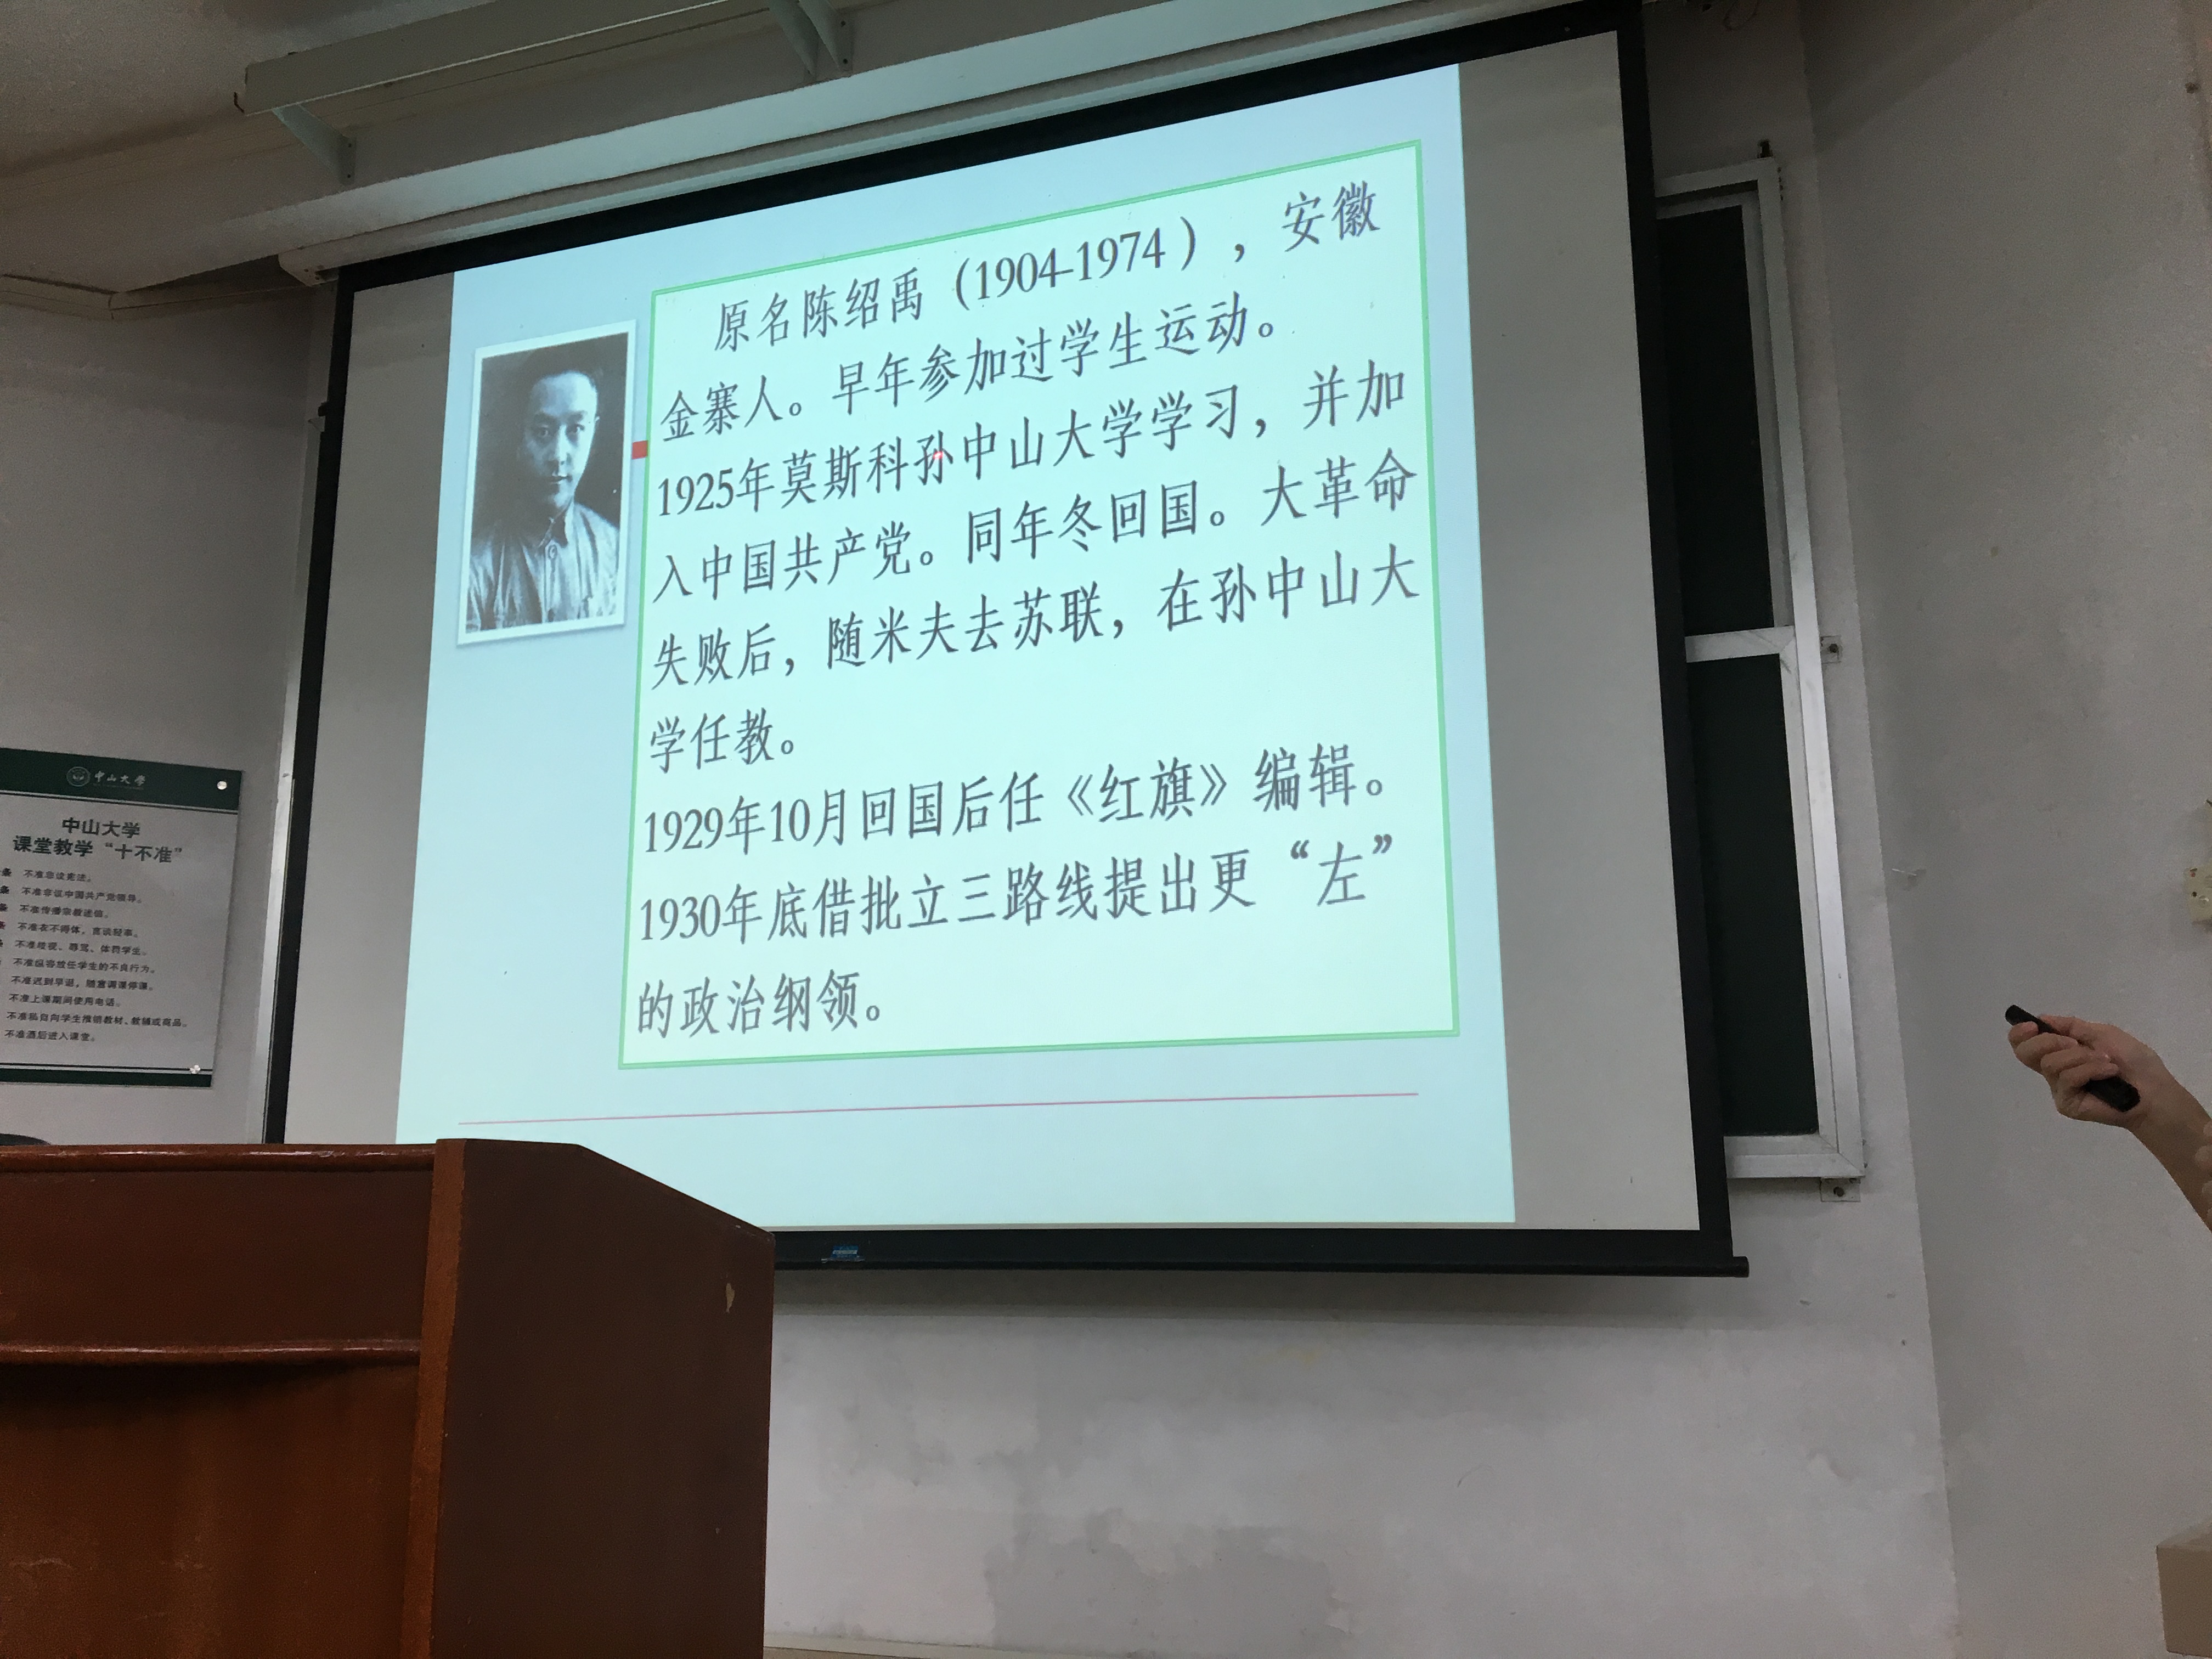 原名陈绍禹（1904-1974），安徽
金寨人。早年参加过学生运动。
1925年莫斯科孙中山大学学习，并加
入中国共产党。同年冬回国。大革命
失败后，随米夫去苏联，在孙中山大
学任教。
1929年10月回国后任《红旗》编辑。
1930年底借批立三路线提出更“左”
的政治纲领。
中山大学
中山大学
课堂教学“十不准”
条 不准非议宪法。
条 不准非议中国共产党领导。
条 不准传播宗教迷信。
条 不准衣不得体，言谈轻率。
不准歧视、辱骂、体罚学生。
不准纵容放任学生的不良行为。
不准迟到早退，随意调课停课。
不准上课期间使用电话。
不准私自向学生推销教材、教辅或商品。
不准酒后进入课堂。